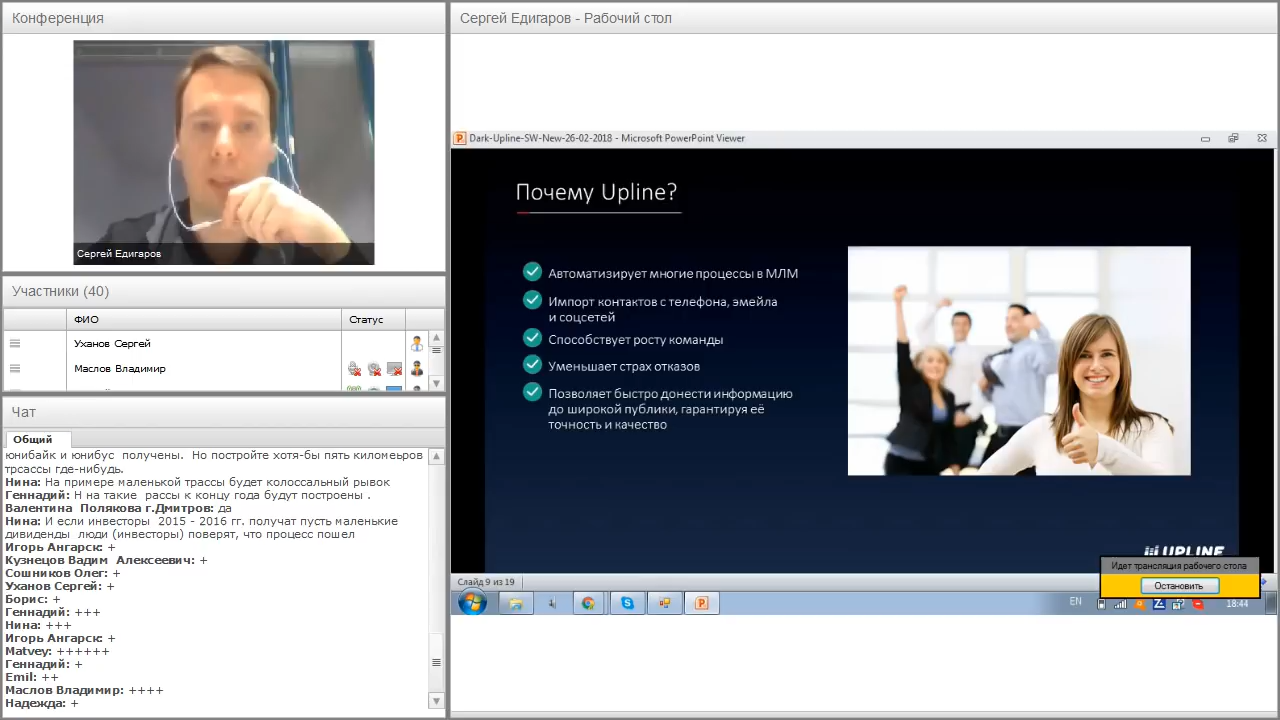 Конференция
Сергей Едигаров
Участники (40)
ФИО
Статус
Уханов Сергей
Маслов Владимир
Чат
Общий
юнибайк и юнибус получены. Но постройте хотя-бы пять киломеьров
трсассы где-нибудь.
Нина: На примере маленькой трассы будет колоссальный рывок
Геннадий: Н на такие рассы к концу года будут построены .
Валентина Полякова г.Дмитров: да
Нина: И если инвесторы 2015 - 2016 гг. получат пусть маленькие
дивиденды люди (инвесторы) поверят, что процесс пошел
Игорь Ангарск: +
Кузнецов Вадим Алексеевич: +
Сошников Олег: +
Уханов Сергей: +
Борис: +
Геннадий: +++
Нина: +++
Игорь Ангарск: +
Matvey: ++++++
Геннадий: +
Emil: ++
Маслов Владимир: ++++
Надежда: +
Сергей Едигаров - Рабочий стол
Dark-Upline-SW-New-26-02-2018 - Microsoft PowerPoint Viewer
Почему Upline?
Автоматизирует многие процессы в МЛМ
Импорт контактов с телефона, эмейла
и соцсетей
Способствует росту команды
Уменьшает страх отказов
Позволяет быстро донести информацию
до широкой публики, гарантируя её
точность и качество
UPLINE
Идет трансляция рабочего стола
Остановить
Слайд 9 из 19
EN
18:44